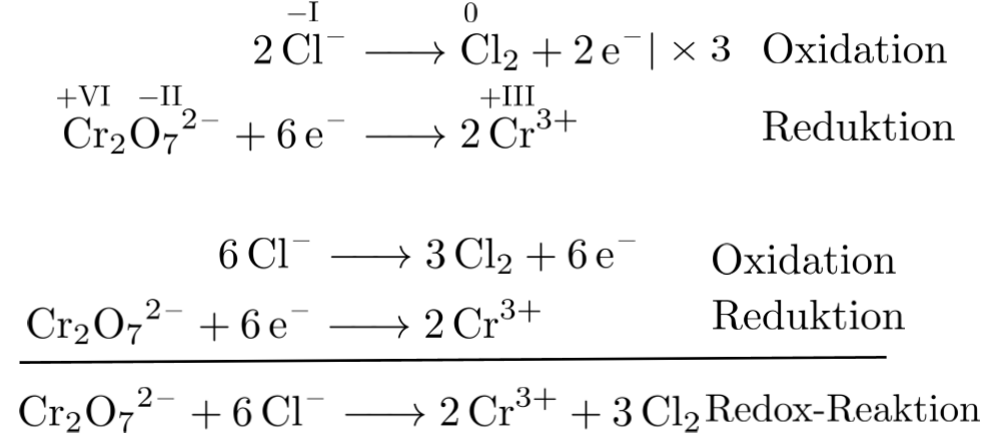 −I 0
2 Cl⁻ ⟶ Cl₂ + 2 e⁻ | × 3 Oxidation
+VI −II +III
Cr₂O₇²⁻ + 6 e⁻ ⟶ 2 Cr³⁺ Reduktion
6 Cl⁻ ⟶ 3 Cl₂ + 6 e⁻ Oxidation
Cr₂O₇²⁻ + 6 e⁻ ⟶ 2 Cr³⁺ Reduktion
Cr₂O₇²⁻ + 6 Cl⁻ ⟶ 2 Cr³⁺ + 3 Cl₂ Redox-Reaktion